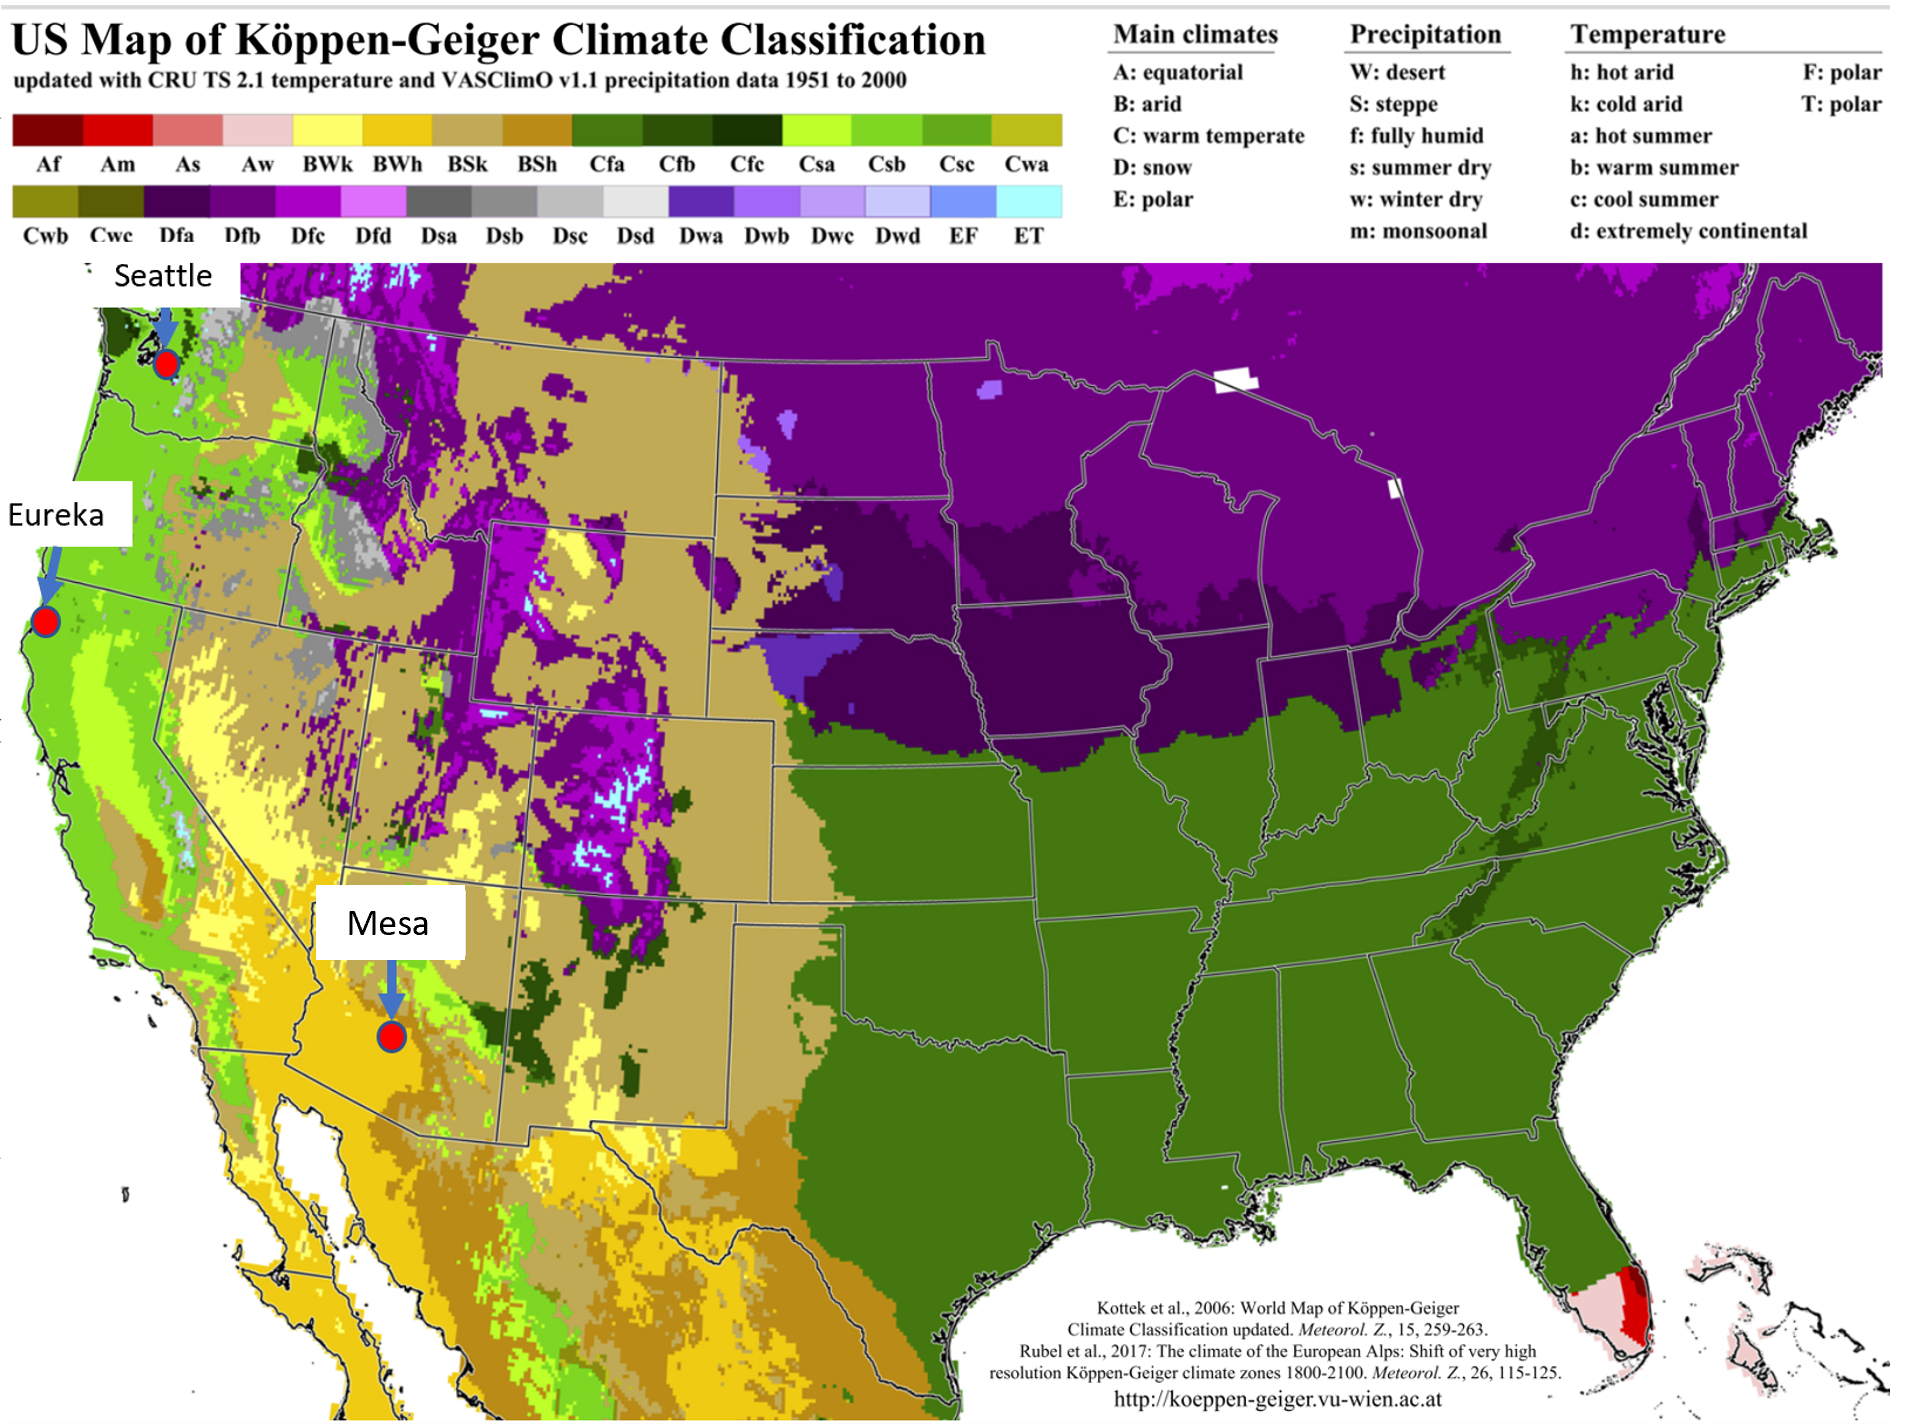 US Map of Köppen-Geiger Climate Classification
updated with CRU TS 2.1 temperature and VASClimO v1.1 precipitation data 1951 to 2000
Af Am As Aw BWk BWh BSk BSh Cfa Cfb Cfc Csa Csb Csc Cwa
Cwb Cwc Dfa Dfb Dfc Dfd Dsa Dsb Dsc Dsd Dwa Dwb Dwc Dwd EF ET
Main climates
A: equatorial
B: arid
C: warm temperate
D: snow
E: polar
Precipitation
W: desert
S: steppe
f: fully humid
s: summer dry
w: winter dry
m: monsoonal
Temperature
h: hot arid
k: cold arid
a: hot summer
b: warm summer
c: cool summer
d: extremely continental
F: polar
T: polar
Seattle
Eureka
Mesa
Kottek et al., 2006: World Map of Köppen-Geiger
Climate Classification updated. Meteorol. Z., 15, 259-263.
Rubel et al., 2017: The climate of the European Alps: Shift of very high
resolution Köppen-Geiger climate zones 1800-2100. Meteorol. Z., 26, 115-125.
http://koeppen-geiger.vu-wien.ac.at